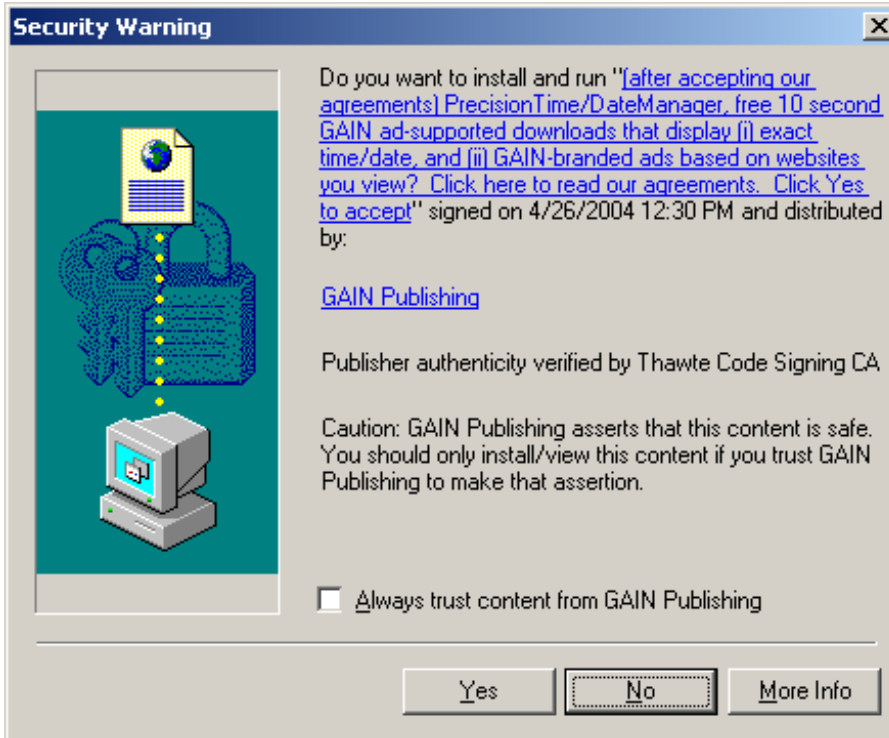 Security Warning
Do you want to install and run "(after accepting our
agreements) PrecisionTime/DateManager, free 10 second
GAIN ad-supported downloads that display (i) exact
time/date, and (ii) GAIN-branded ads based on websites
you view?  Click here to read our agreements.  Click Yes
to accept" signed on 4/26/2004 12:30 PM and distributed
by:
GAIN Publishing
Publisher authenticity verified by Thawte Code Signing CA
Caution: GAIN Publishing asserts that this content is safe.
You should only install/view this content if you trust GAIN
Publishing to make that assertion.
Always trust content from GAIN Publishing
Yes No More Info